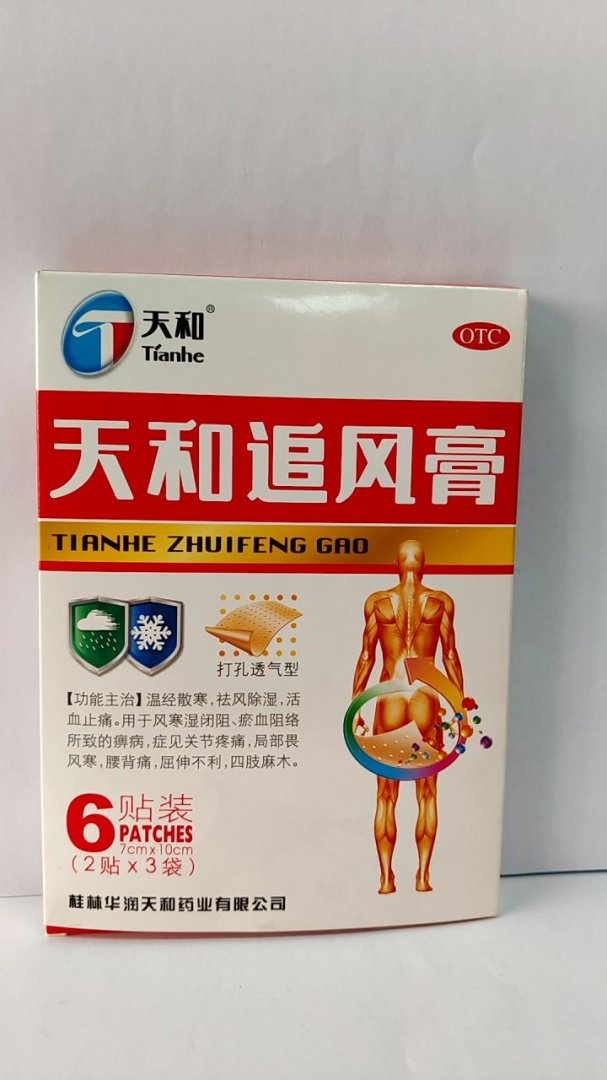 天和®
Tianhe
OTC
天和追风膏
TIANHE ZHUIFENG GAO
打孔透气型
【功能主治】温经散寒，祛风除湿，活
血止痛。用于风寒湿闭阻、瘀血阻络
所致的痹病，症见关节疼痛，局部畏
风寒，腰背痛，屈伸不利，四肢麻木。
6贴装
PATCHES
7cmx10cm
（2贴x3袋）
桂林华润天和药业有限公司